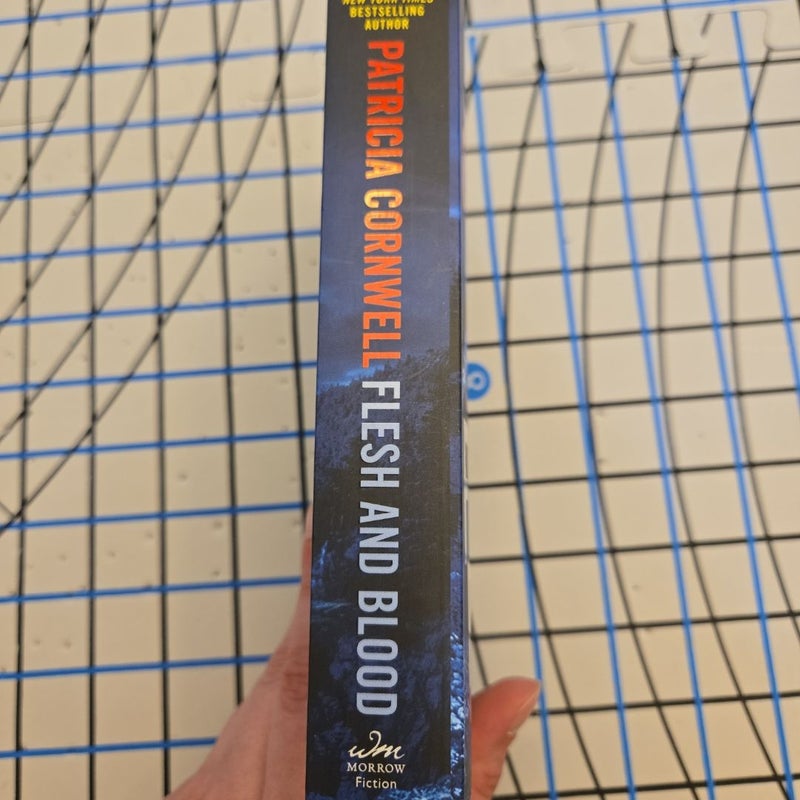 NEW YORK TIMES
BESTSELLING
AUTHOR
PATRICIA CORNWELL FLESH AND BLOOD
wm
MORROW
Fiction